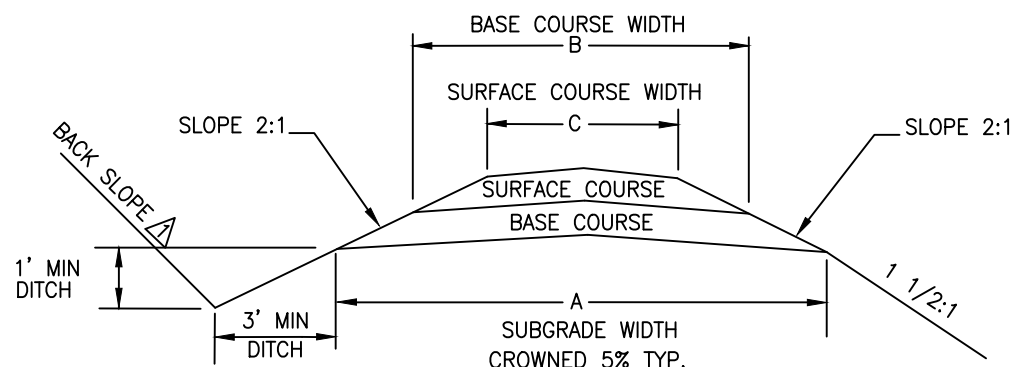 BASE COURSE WIDTH
B
SURFACE COURSE WIDTH
C
SLOPE 2:1
SLOPE 2:1
BACK SLOPE 1
SURFACE COURSE
BASE COURSE
1' MIN
DITCH
1 1/2:1
A
3' MIN
DITCH
SUBGRADE WIDTH
CROWNED 5% TYP.